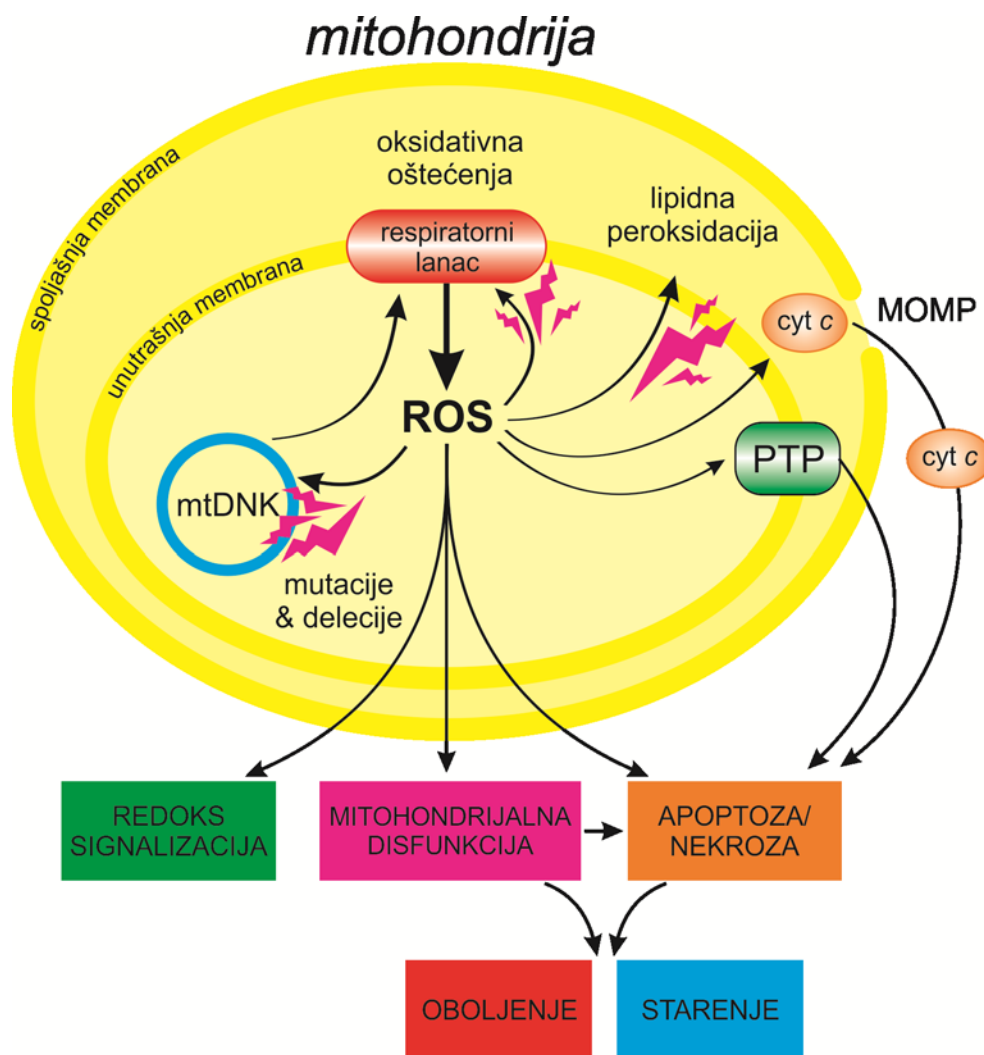 mitohondrija
oksidativna
oštećenja
spoljašnja membrana
unutrašnja membrana
respiratorni
lanac
lipidna
peroksidacija
cyt c
MOMP
ROS
PTP
cyt c
mtDNK
mutacije
& delecije
REDOKS
SIGNALIZACIJA
MITOHONDRIJALNA
DISFUNKCIJA
APOPTOZA/
NEKROZA
OBOLJENJE
STARENJE